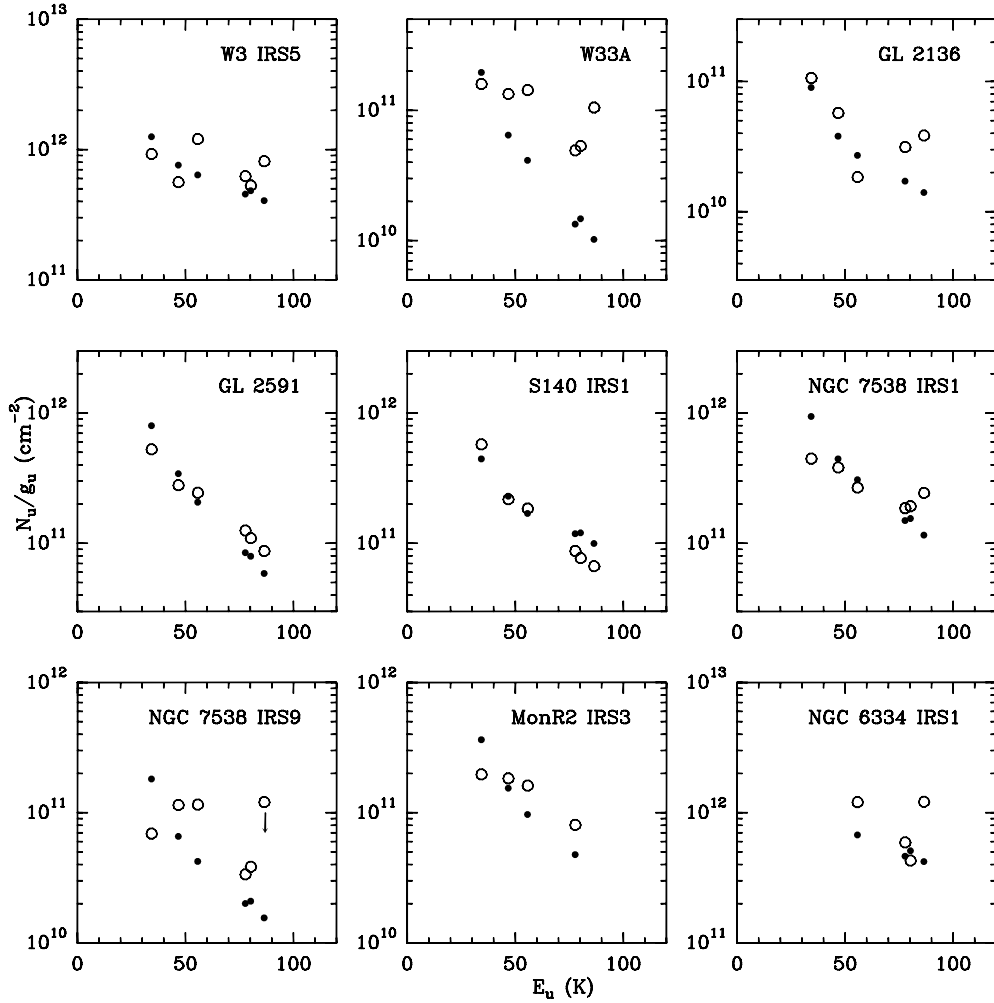 10^13
W3 IRS5
10^12
10^11
0 50 100
W33A
10^11
10^10
0 50 100
GL 2136
10^11
10^10
0 50 100
GL 2591
10^12
10^11
0 50 100
S140 IRS1
10^12
10^11
0 50 100
NGC 7538 IRS1
10^12
10^11
0 50 100
N_u/g_u (cm^−2)
10^12
NGC 7538 IRS9
10^11
10^10
0 50 100
10^12
MonR2 IRS3
10^11
10^10
0 50 100
10^13
NGC 6334 IRS1
10^12
10^11
0 50 100
E_u (K)